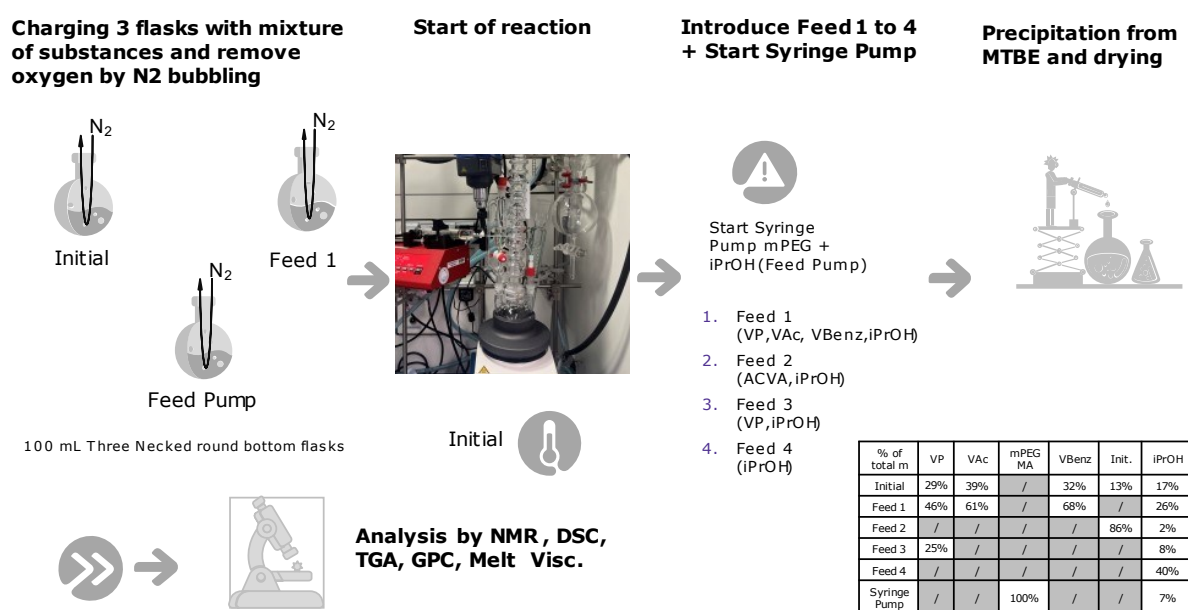 Charging 3 flasks with mixture
of substances and remove
oxygen by N2 bubbling
Start of reaction
Introduce Feed 1 to 4
+ Start Syringe Pump
Precipitation from
MTBE and drying
N2
Initial
N2
Feed 1
N2
Feed Pump
100 mL Three Necked round bottom flasks
Initial
Start Syringe
Pump mPEG +
iPrOH(Feed Pump)
1. Feed 1
(VP,VAc, VBenz,iPrOH)
2. Feed 2
(ACVA,iPrOH)
3. Feed 3
(VP,iPrOH)
4. Feed 4
(iPrOH)
Analysis by NMR, DSC,
TGA, GPC, Melt Visc.
% of total m VP VAc mPEG MA VBenz Init. iPrOH
Initial 29% 39% / 32% 13% 17%
Feed 1 46% 61% / 68% / 26%
Feed 2 / / / / 86% 2%
Feed 3 25% / / / / 8%
Feed 4 / / / / / 40%
Syringe Pump / / 100% / / 7%